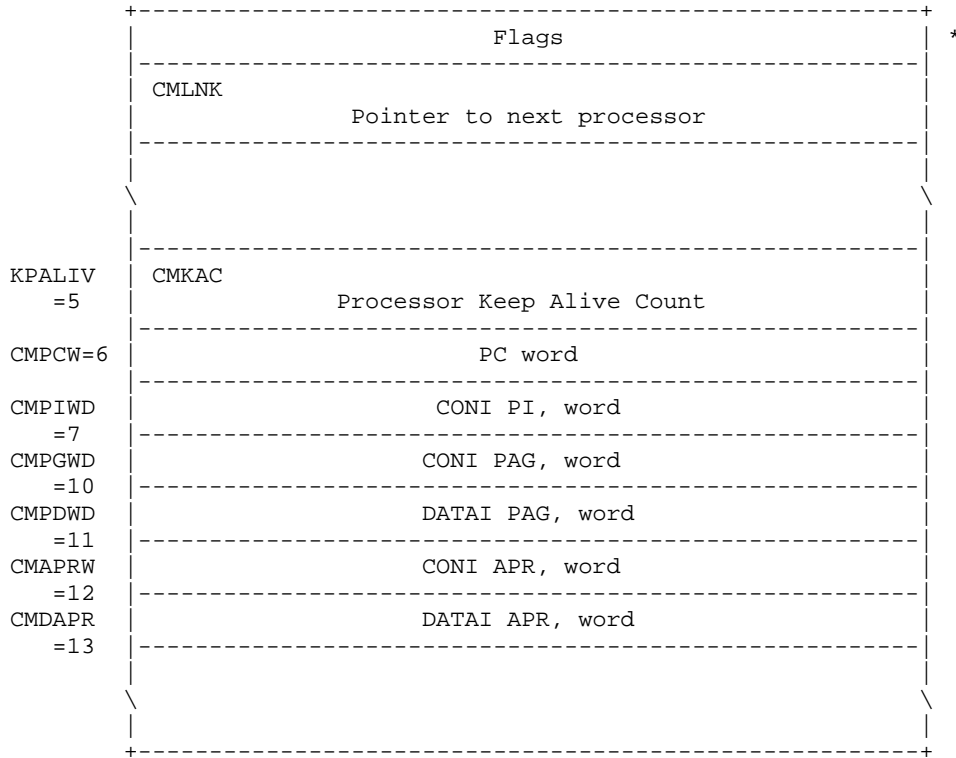 Flags *
CMLNK
Pointer to next processor
KPALIV CMKAC
=5 Processor Keep Alive Count
CMPCW=6 PC word
CMPIWD CONI PI, word
=7
CMPGWD CONI PAG, word
=10
CMPDWD DATAI PAG, word
=11
CMAPRW CONI APR, word
=12
CMDAPR DATAI APR, word
=13